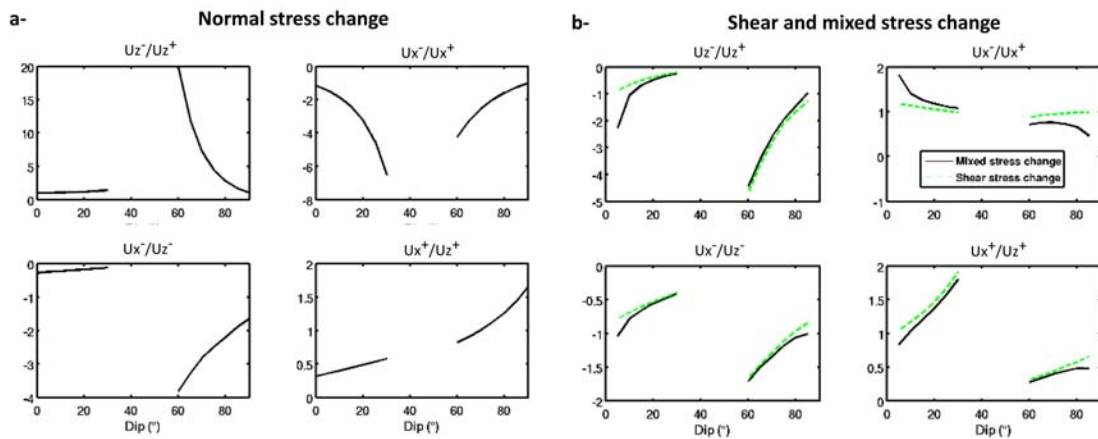 a- Normal stress change
Uz⁻/Uz⁺
20
15
10
5
0
0 20 40 60 80
Ux⁻/Ux⁺
0
-2
-4
-6
-8
0 20 40 60 80
Ux⁻/Uz⁻
0
-1
-2
-3
-4
0 20 40 60 80
Dip (°)
Ux⁺/Uz⁺
2
1.5
1
0.5
0
0 20 40 60 80
Dip (°)
b- Shear and mixed stress change
Uz⁻/Uz⁺
0
-1
-2
-3
-4
-5
0 20 40 60 80
Ux⁻/Ux⁺
2
1
0
-1
0 20 40 60 80
Mixed stress change
Shear stress change
Ux⁻/Uz⁻
0
-0.5
-1
-1.5
-2
0 20 40 60 80
Dip (°)
Ux⁺/Uz⁺
2
1.5
1
0.5
0
0 20 40 60 80
Dip (°)